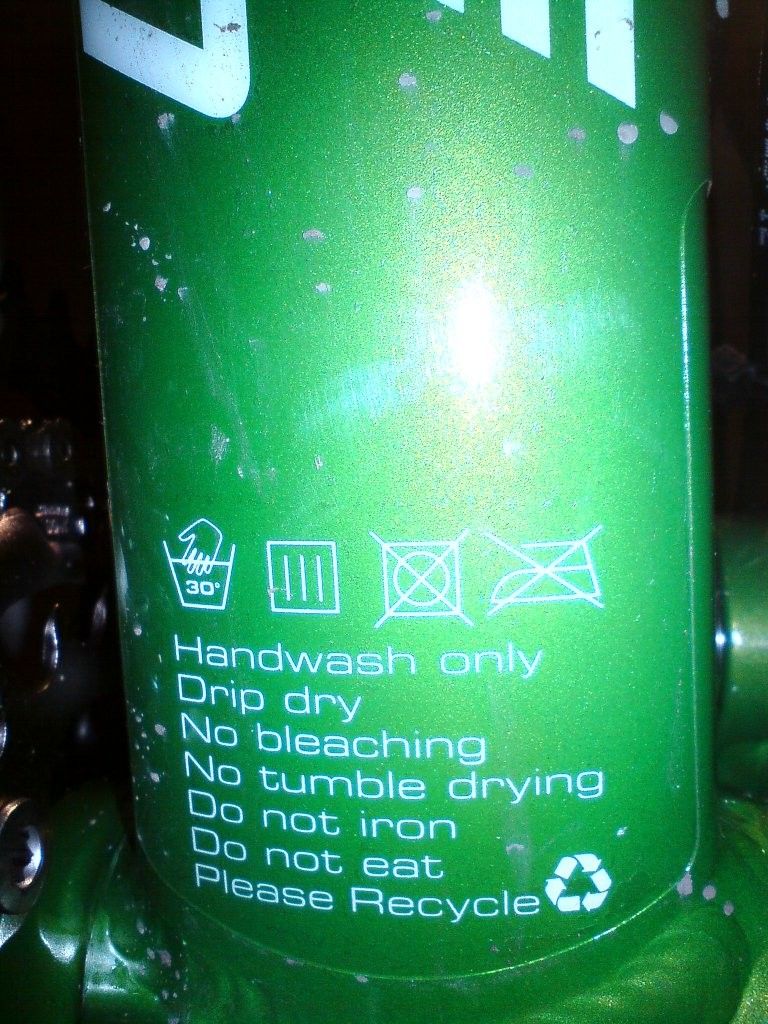 30°
Handwash only
Drip dry
No bleaching
No tumble drying
Do not iron
Do not eat
Please Recycle